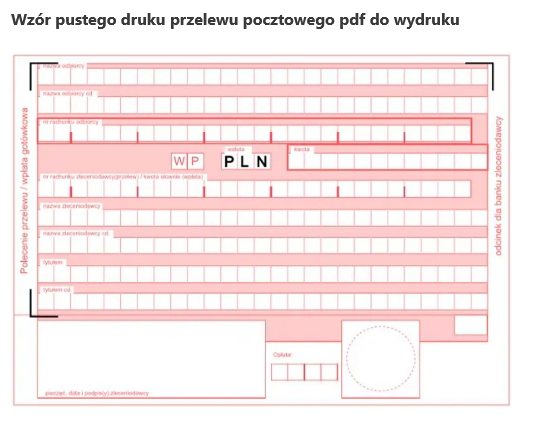 Wzór pustego druku przelewu pocztowego pdf do wydruku
nazwa odbiorcy
nazwa odbiorcy cd.
nr rachunku odbiorcy
waluta
kwota
W P
P L N
nr rachunku zleceniodawcy(przelew) / kwota słownie (wpłata)
nazwa zleceniodawcy
nazwa zleceniodawcy cd.
tytułem
tytułem cd.
Opłata:
pieczęć, data i podpis(y) zleceniodawcy
Polecenie przelewu / wpłata gotówkowa
odcinek dla banku zleceniodawcy